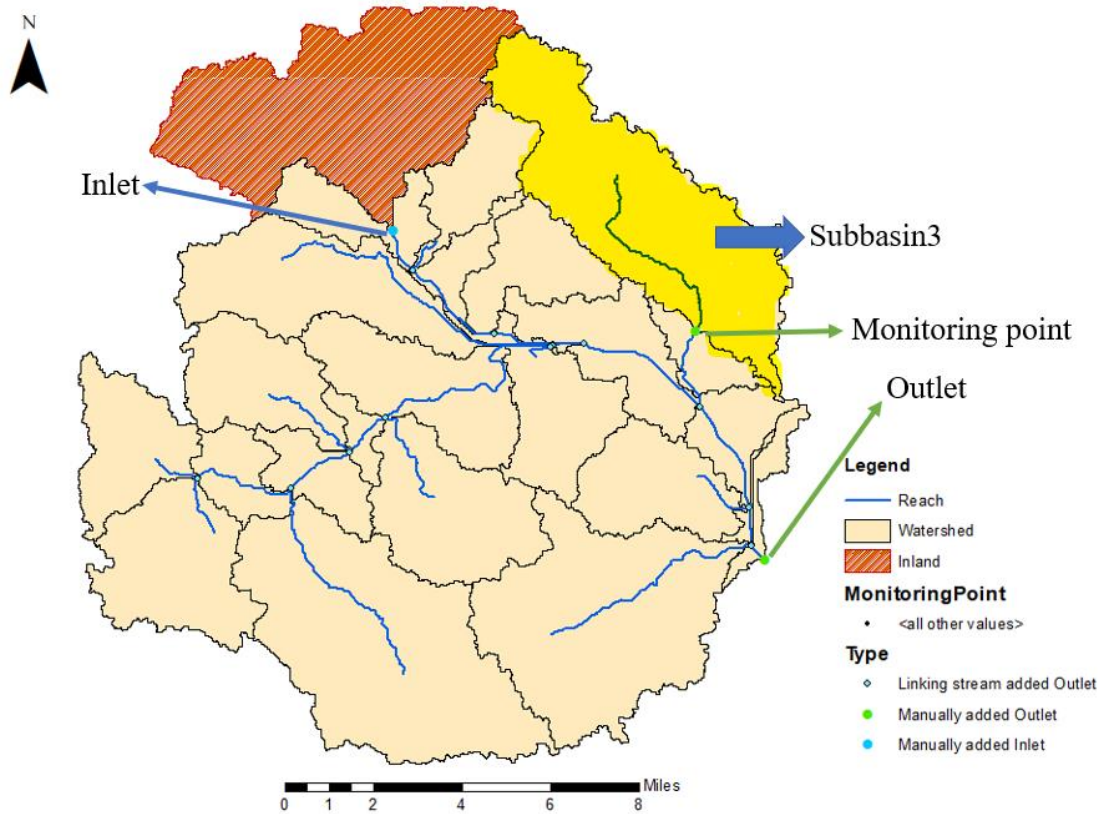 N
Inlet
Subbasin3
Monitoring point
Outlet
Legend
Reach
Watershed
Inland
MonitoringPoint
<all other values>
Type
Linking stream added Outlet
Manually added Outlet
Manually added Inlet
Miles
0 1 2 4 6 8